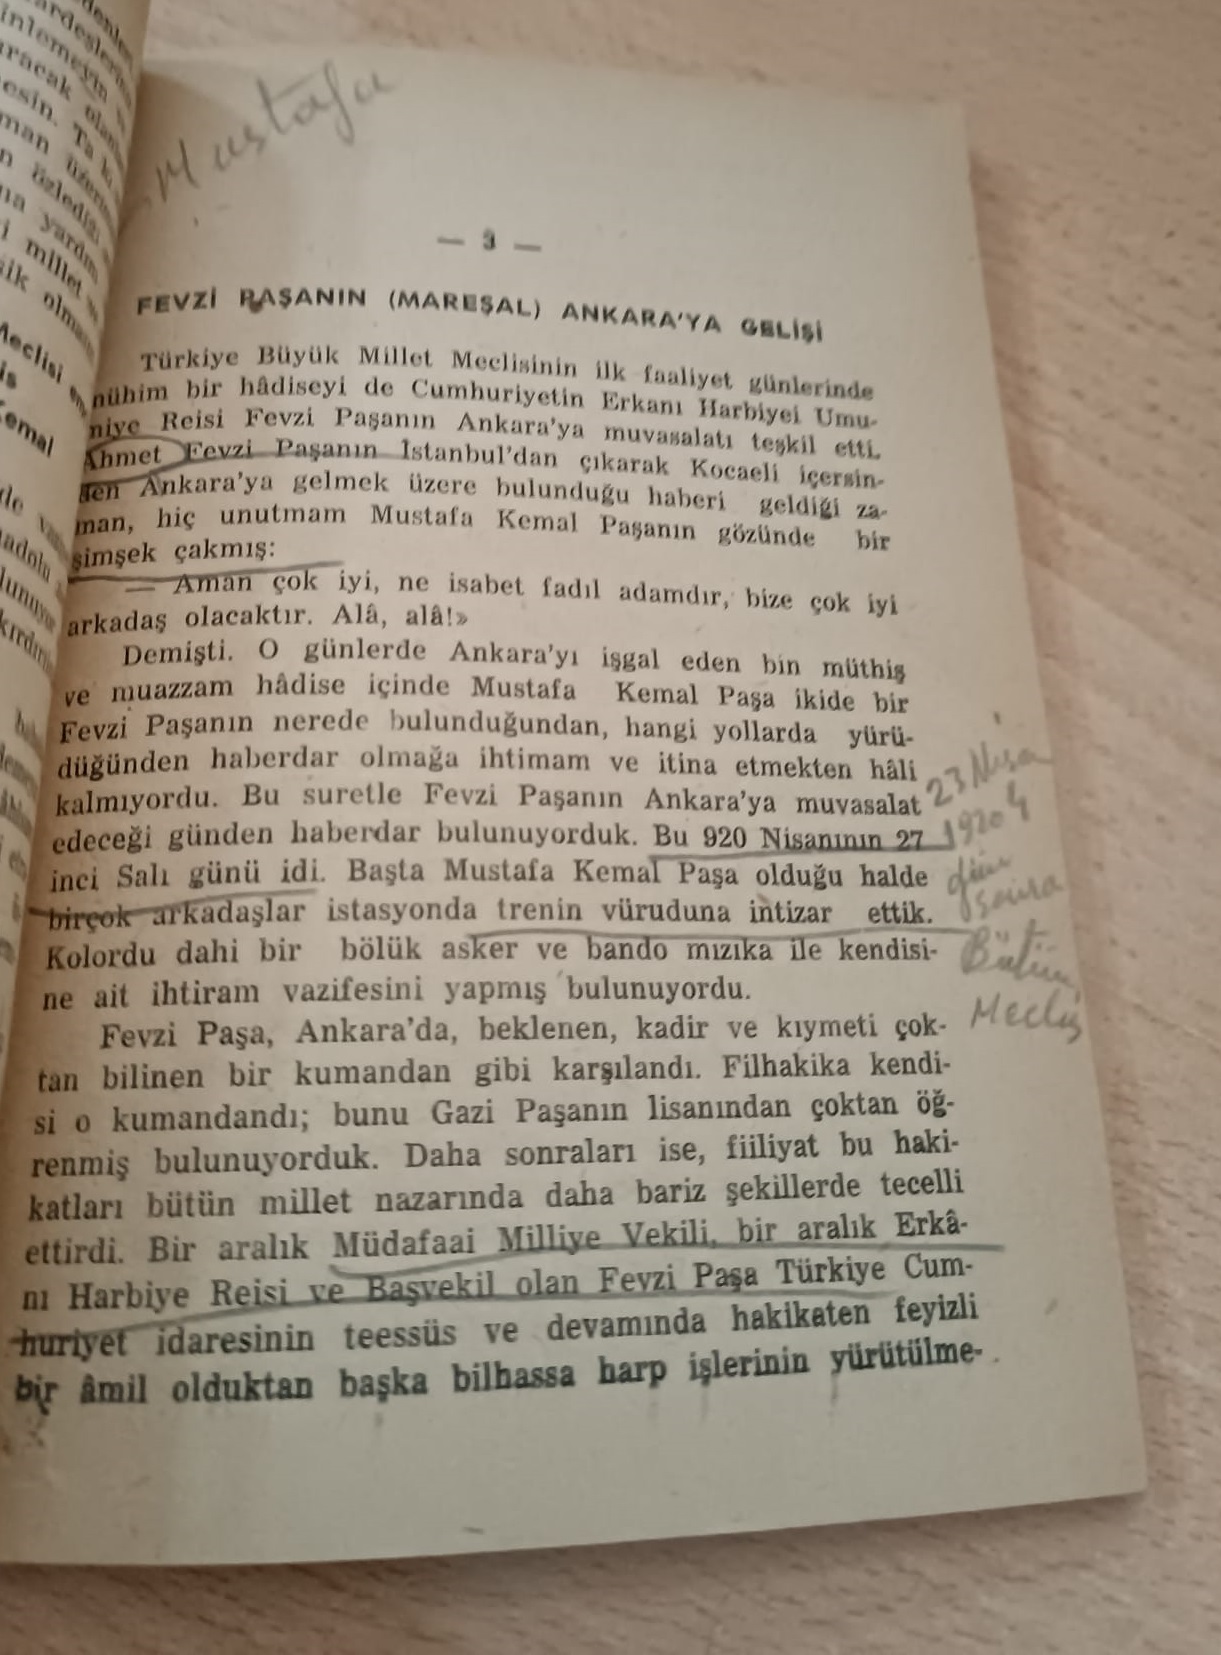 Mustafa
— 3 —
FEVZİ PAŞANIN (MAREŞAL) ANKARA'YA GELİŞİ
Türkiye Büyük Millet Meclisinin ilk faaliyet günlerinde
mühim bir hâdiseyi de Cumhuriyetin Erkanı Harbiyei Umu-
miye Reisi Fevzi Paşanın Ankara'ya muvasalatı teşkil etti.
Ahmet Fevzi Paşanın İstanbul'dan çıkarak Kocaeli içersin-
den Ankara'ya gelmek üzere bulunduğu haberi geldiği za-
man, hiç unutmam Mustafa Kemal Paşanın gözünde bir
şimşek çakmış:
— Aman çok iyi, ne isabet fadıl adamdır, bize çok iyi
arkadaş olacaktır. Alâ, alâ!»
Demişti. O günlerde Ankara'yı işgal eden bin müthiş
ve muazzam hâdise içinde Mustafa Kemal Paşa ikide bir
Fevzi Paşanın nerede bulunduğundan, hangi yollarda yürü-
düğünden haberdar olmağa ihtimam ve itina etmekten hâli
kalmıyordu. Bu suretle Fevzi Paşanın Ankara'ya muvasalat
edeceği günden haberdar bulunuyorduk. Bu 920 Nisanının 27
inci Salı günü idi. Başta Mustafa Kemal Paşa olduğu halde
birçok arkadaşlar istasyonda trenin vüruduna intizar ettik.
Kolordu dahi bir bölük asker ve bando mızıka ile kendisi-
ne ait ihtiram vazifesini yapmış bulunuyordu.
Fevzi Paşa, Ankara'da, beklenen, kadir ve kıymeti çok-
tan bilinen bir kumandan gibi karşılandı. Filhakika kendi-
si o kumandandı; bunu Gazi Paşanın lisanından çoktan öğ-
renmiş bulunuyorduk. Daha sonraları ise, fiiliyat bu haki-
katları bütün millet nazarında daha bariz şekillerde tecelli
ettirdi. Bir aralık Müdafaai Milliye Vekili, bir aralık Erkâ-
nı Harbiye Reisi ve Başvekil olan Fevzi Paşa Türkiye Cum-
huriyet idaresinin teessüs ve devamında hakikaten feyizli
bir âmil olduktan başka bilhassa harp işlerinin yürütülme-
23 Nisa
1920 4
gün
sonra
Bütün
Meclis